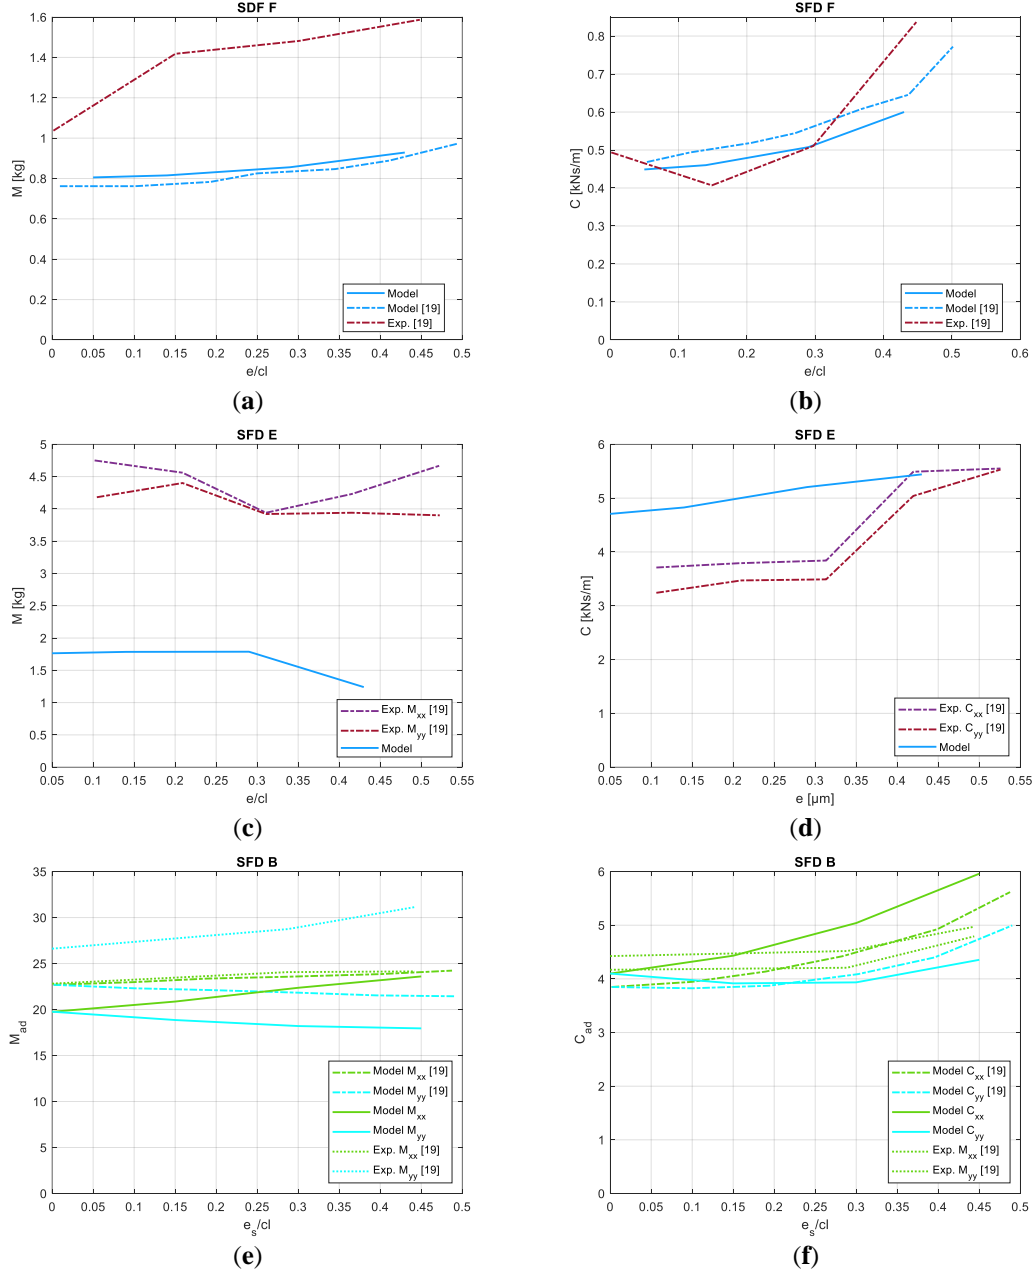 SDF F
1.6
1.4
1.2
1
0.8
0.6
0.4
0.2
0
M [kg]
Model
Model [19]
Exp. [19]
0 0.05 0.1 0.15 0.2 0.25 0.3 0.35 0.4 0.45 0.5
e/cl
(a)
SFD F
0.8
0.7
0.6
0.5
0.4
0.3
0.2
0.1
0
C [kNs/m]
Model
Model [19]
Exp. [19]
0 0.1 0.2 0.3 0.4 0.5 0.6
e/cl
(b)
SFD E
5
4.5
4
3.5
3
2.5
2
1.5
1
0.5
0
M [kg]
Exp. Mxx [19]
Exp. Myy [19]
Model
0.05 0.1 0.15 0.2 0.25 0.3 0.35 0.4 0.45 0.5 0.55
e/cl
(c)
SFD E
6
5
4
3
2
1
0
C [kNs/m]
Exp. Cxx [19]
Exp. Cyy [19]
Model
0.05 0.1 0.15 0.2 0.25 0.3 0.35 0.4 0.45 0.5 0.55
e [µm]
(d)
SFD B
35
30
25
20
15
10
5
0
Mad
Model Mxx [19]
Model Myy [19]
Model Mxx
Model Myy
Exp. Mxx [19]
Exp. Myy [19]
0 0.05 0.1 0.15 0.2 0.25 0.3 0.35 0.4 0.45 0.5
es/cl
(e)
SFD B
6
5
4
3
2
1
0
Cad
Model Cxx [19]
Model Cyy [19]
Model Cxx
Model Cyy
Exp. Mxx [19]
Exp. Myy [19]
0 0.05 0.1 0.15 0.2 0.25 0.3 0.35 0.4 0.45 0.5
es/cl
(f)